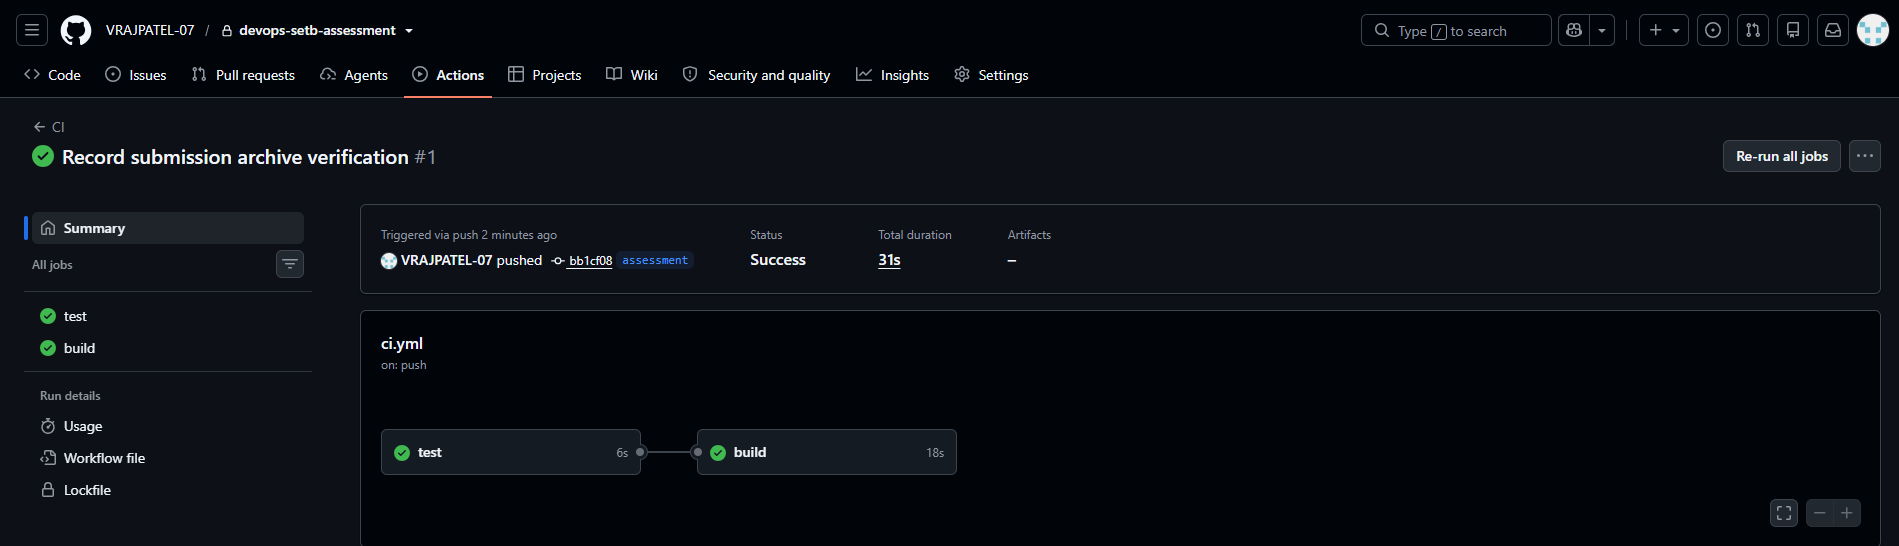 VRAJPATEL-07 / devops-setb-assessment
Type / to search
Code Issues Pull requests Agents Actions Projects Wiki Security and quality Insights Settings
CI
Record submission archive verification #1
Re-run all jobs
Summary
All jobs
test
build
Run details
Usage
Workflow file
Lockfile
Triggered via push 2 minutes ago
VRAJPATEL-07 pushed bb1cf08 assessment
Status
Success
Total duration
31s
Artifacts
–
ci.yml
on: push
test 6s
build 18s